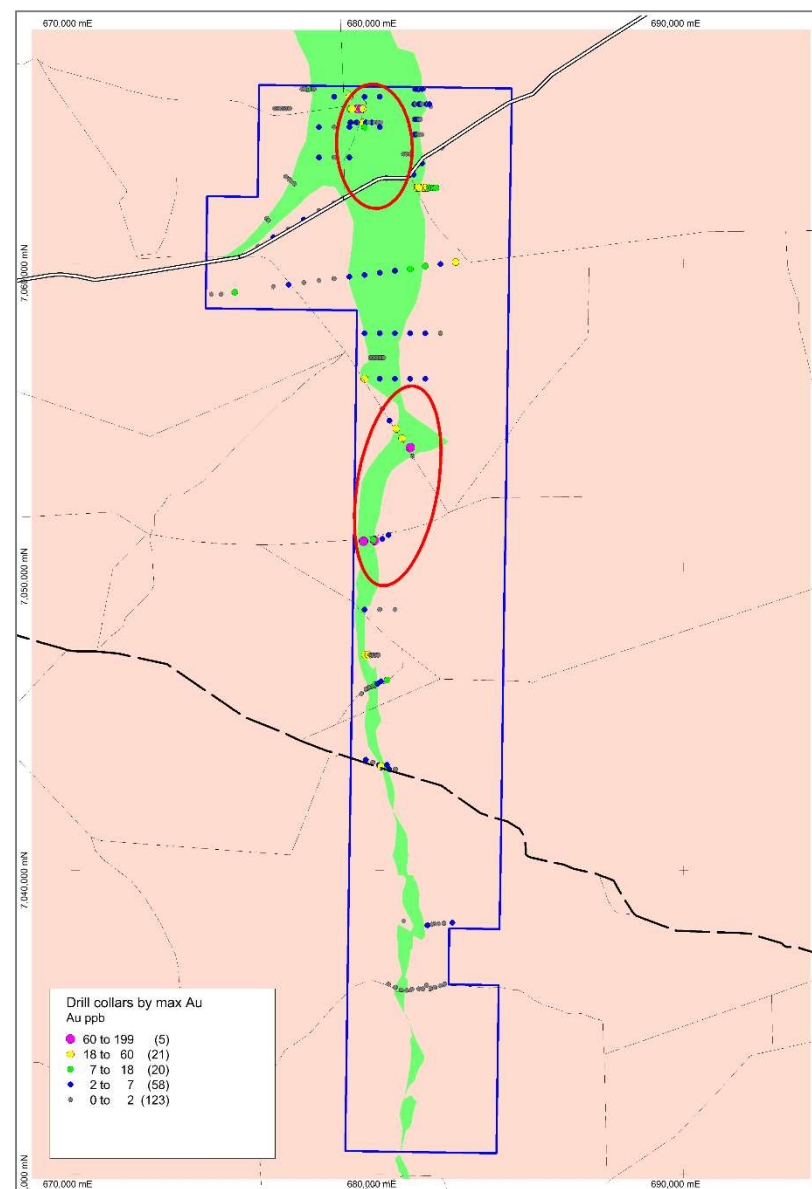 670,000 mE
680,000 mE
690,000 mE
7,060,000 mN
7,050,000 mN
7,040,000 mN
Drill collars by max Au
Au ppb
60 to 199 (5)
18 to 60 (21)
7 to 18 (20)
2 to 7 (58)
0 to 2 (123)
,000 mN
670,000 mE
680,000 mE
690,000 mE